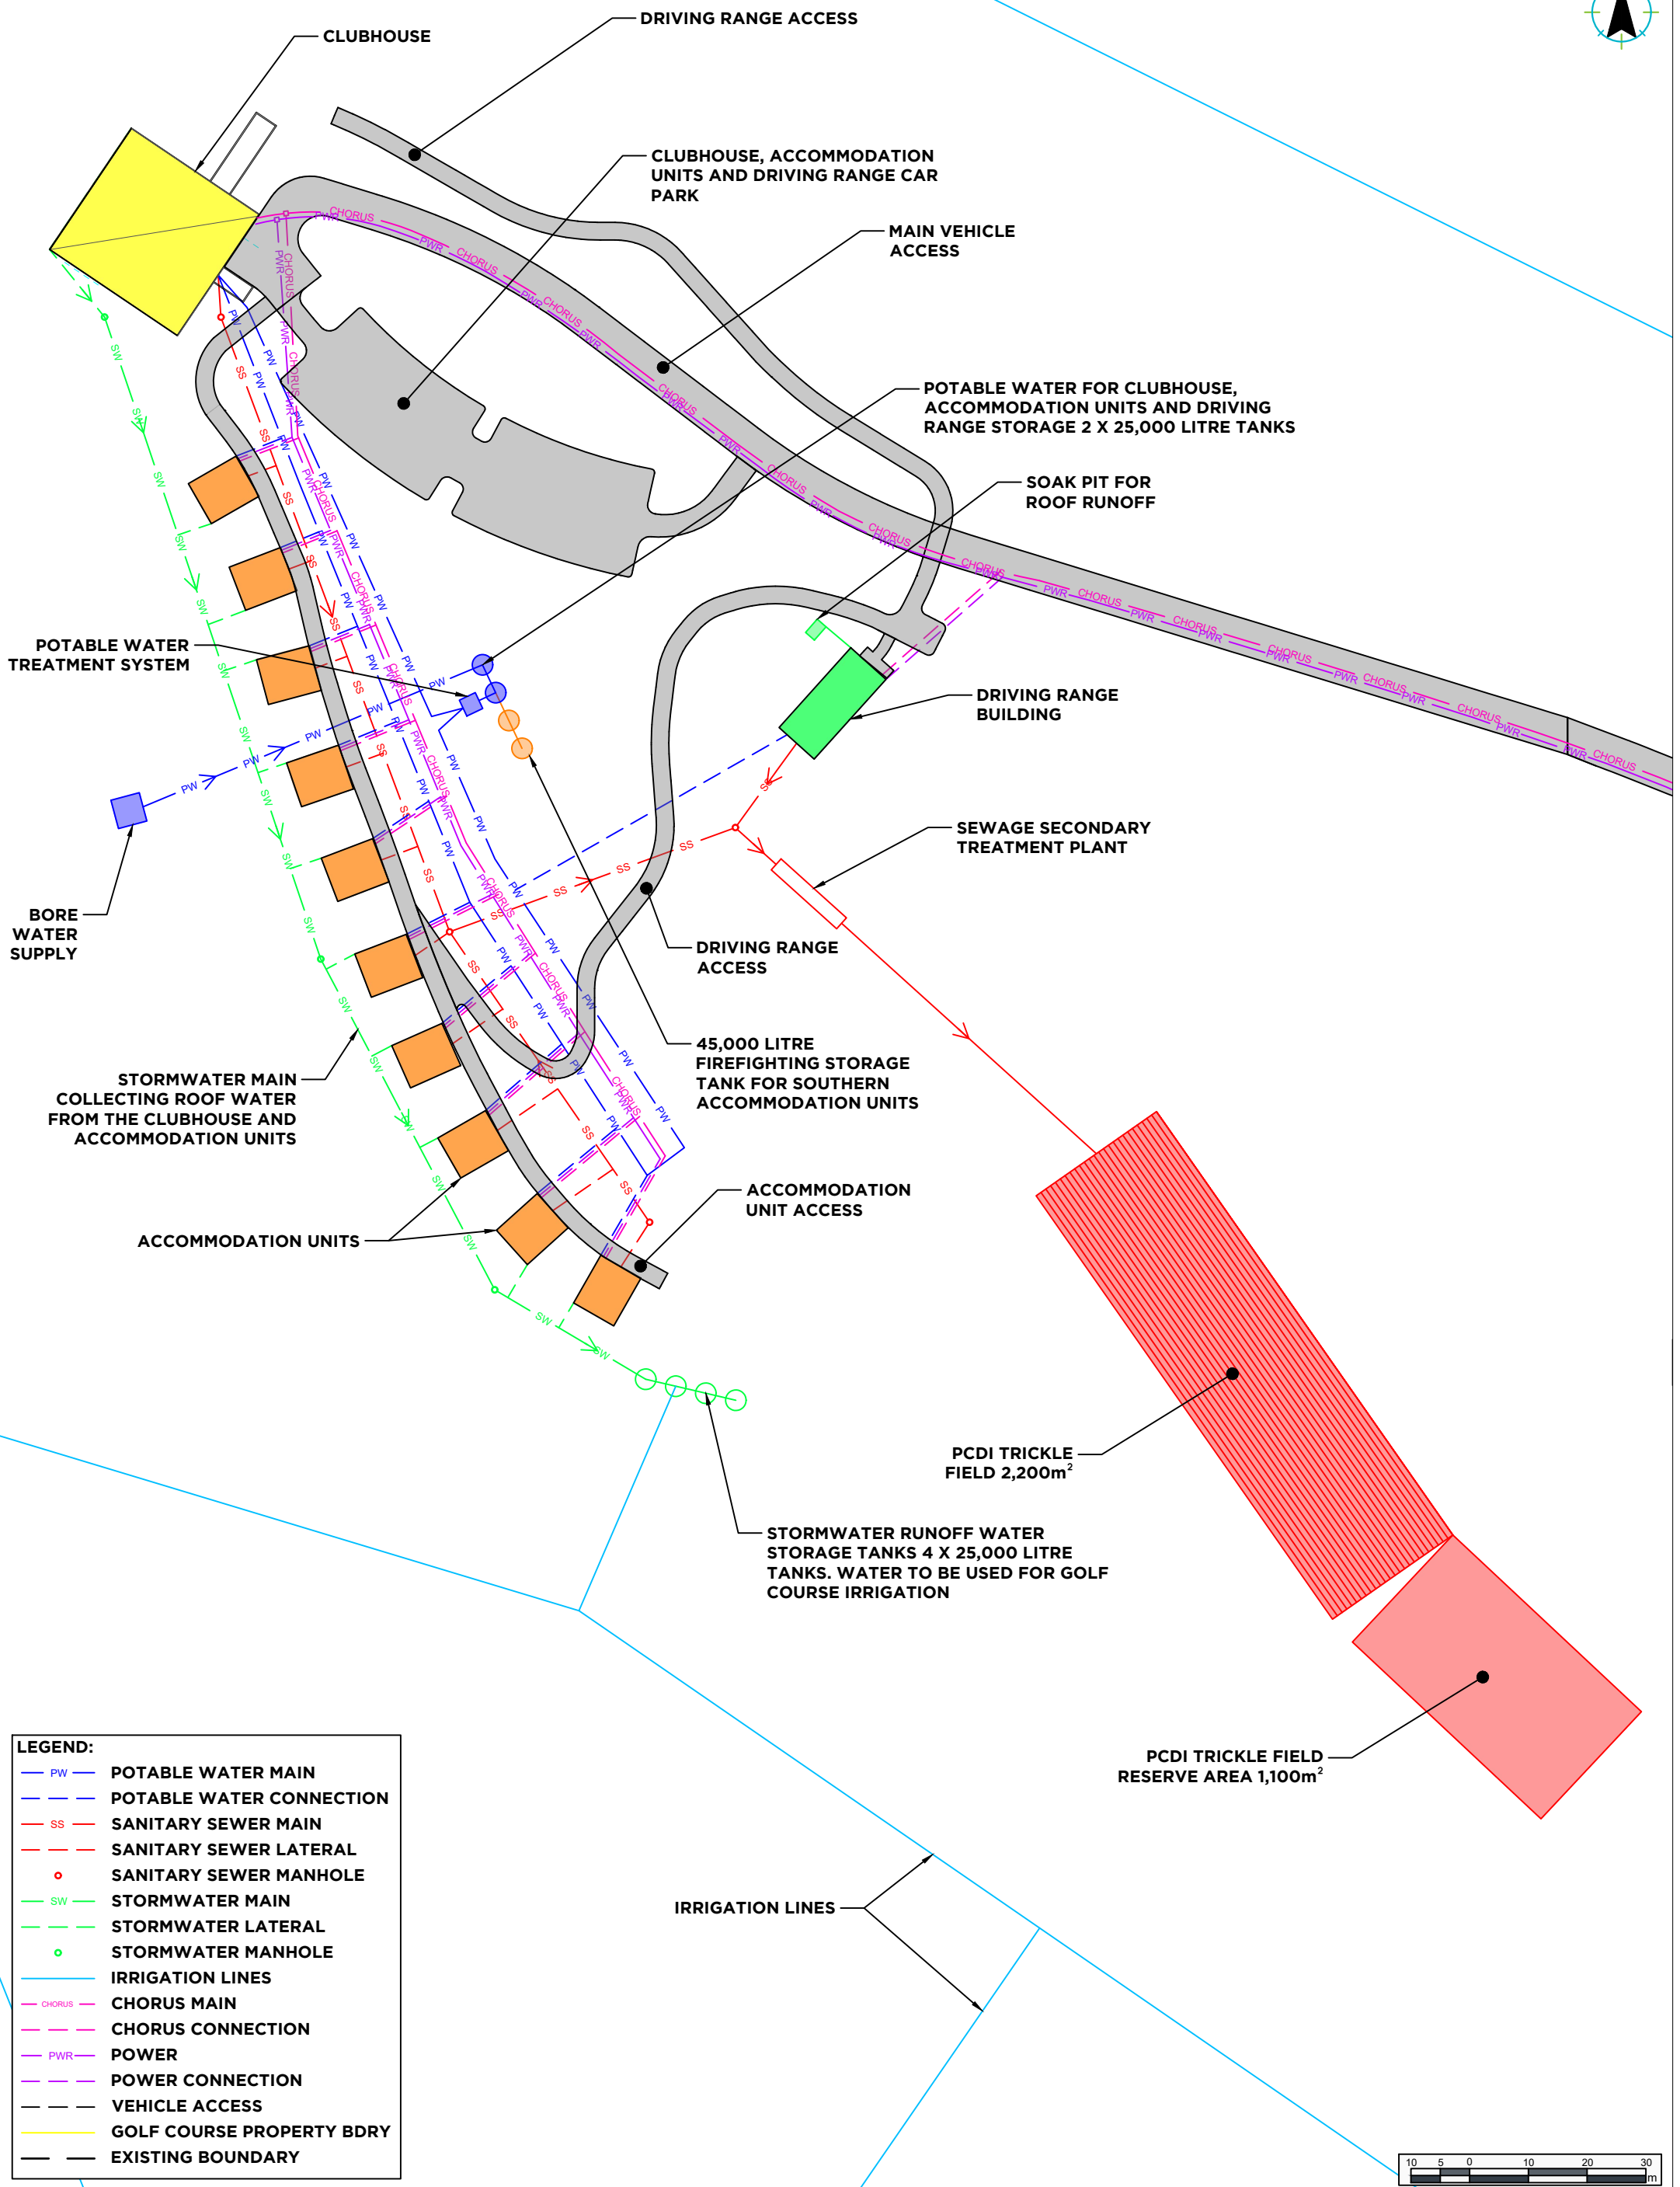 DRIVING RANGE ACCESS
CLUBHOUSE
CLUBHOUSE, ACCOMMODATION
UNITS AND DRIVING RANGE CAR
PARK
MAIN VEHICLE
ACCESS
POTABLE WATER FOR CLUBHOUSE,
ACCOMMODATION UNITS AND DRIVING
RANGE STORAGE 2 X 25,000 LITRE TANKS
SOAK PIT FOR
ROOF RUNOFF
POTABLE WATER
TREATMENT SYSTEM
DRIVING RANGE
BUILDING
SEWAGE SECONDARY
TREATMENT PLANT
BORE
WATER
SUPPLY
DRIVING RANGE
ACCESS
45,000 LITRE
FIREFIGHTING STORAGE
TANK FOR SOUTHERN
ACCOMMODATION UNITS
STORMWATER MAIN
COLLECTING ROOF WATER
FROM THE CLUBHOUSE AND
ACCOMMODATION UNITS
ACCOMMODATION
UNIT ACCESS
ACCOMMODATION UNITS
PCDI TRICKLE
FIELD 2,200m²
STORMWATER RUNOFF WATER
STORAGE TANKS 4 X 25,000 LITRE
TANKS. WATER TO BE USED FOR GOLF
COURSE IRRIGATION
PCDI TRICKLE FIELD
RESERVE AREA 1,100m²
IRRIGATION LINES
LEGEND:
PW POTABLE WATER MAIN
POTABLE WATER CONNECTION
SS SANITARY SEWER MAIN
SANITARY SEWER LATERAL
SANITARY SEWER MANHOLE
SW STORMWATER MAIN
STORMWATER LATERAL
STORMWATER MANHOLE
IRRIGATION LINES
CHORUS CHORUS MAIN
CHORUS CONNECTION
PWR POWER
POWER CONNECTION
VEHICLE ACCESS
GOLF COURSE PROPERTY BDRY
EXISTING BOUNDARY
10 5 0 10 20 30
m